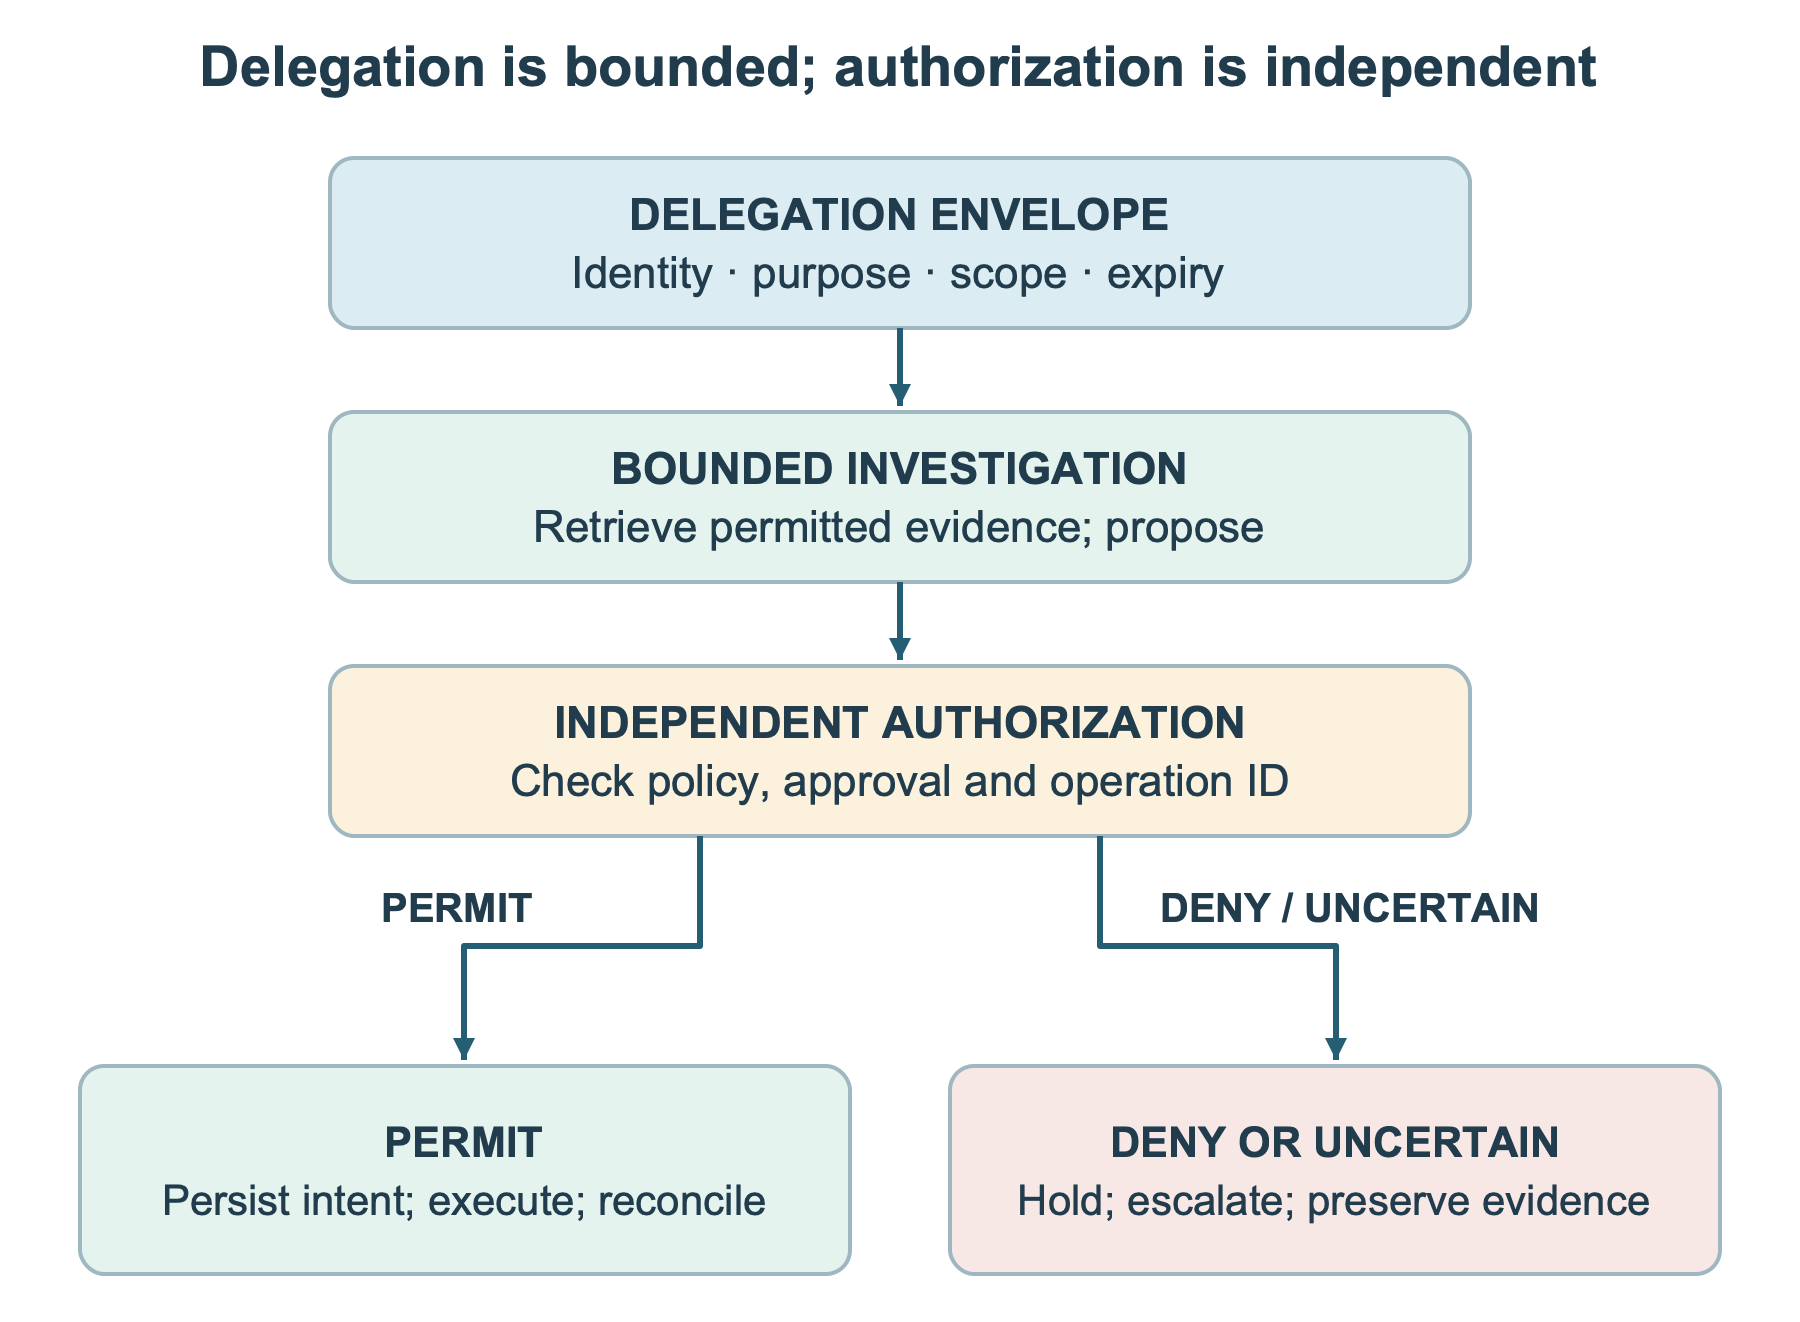 Delegation is bounded; authorization is independent
DELEGATION ENVELOPE
Identity · purpose · scope · expiry
BOUNDED INVESTIGATION
Retrieve permitted evidence; propose
INDEPENDENT AUTHORIZATION
Check policy, approval and operation ID
PERMIT
DENY / UNCERTAIN
PERMIT
Persist intent; execute; reconcile
DENY OR UNCERTAIN
Hold; escalate; preserve evidence